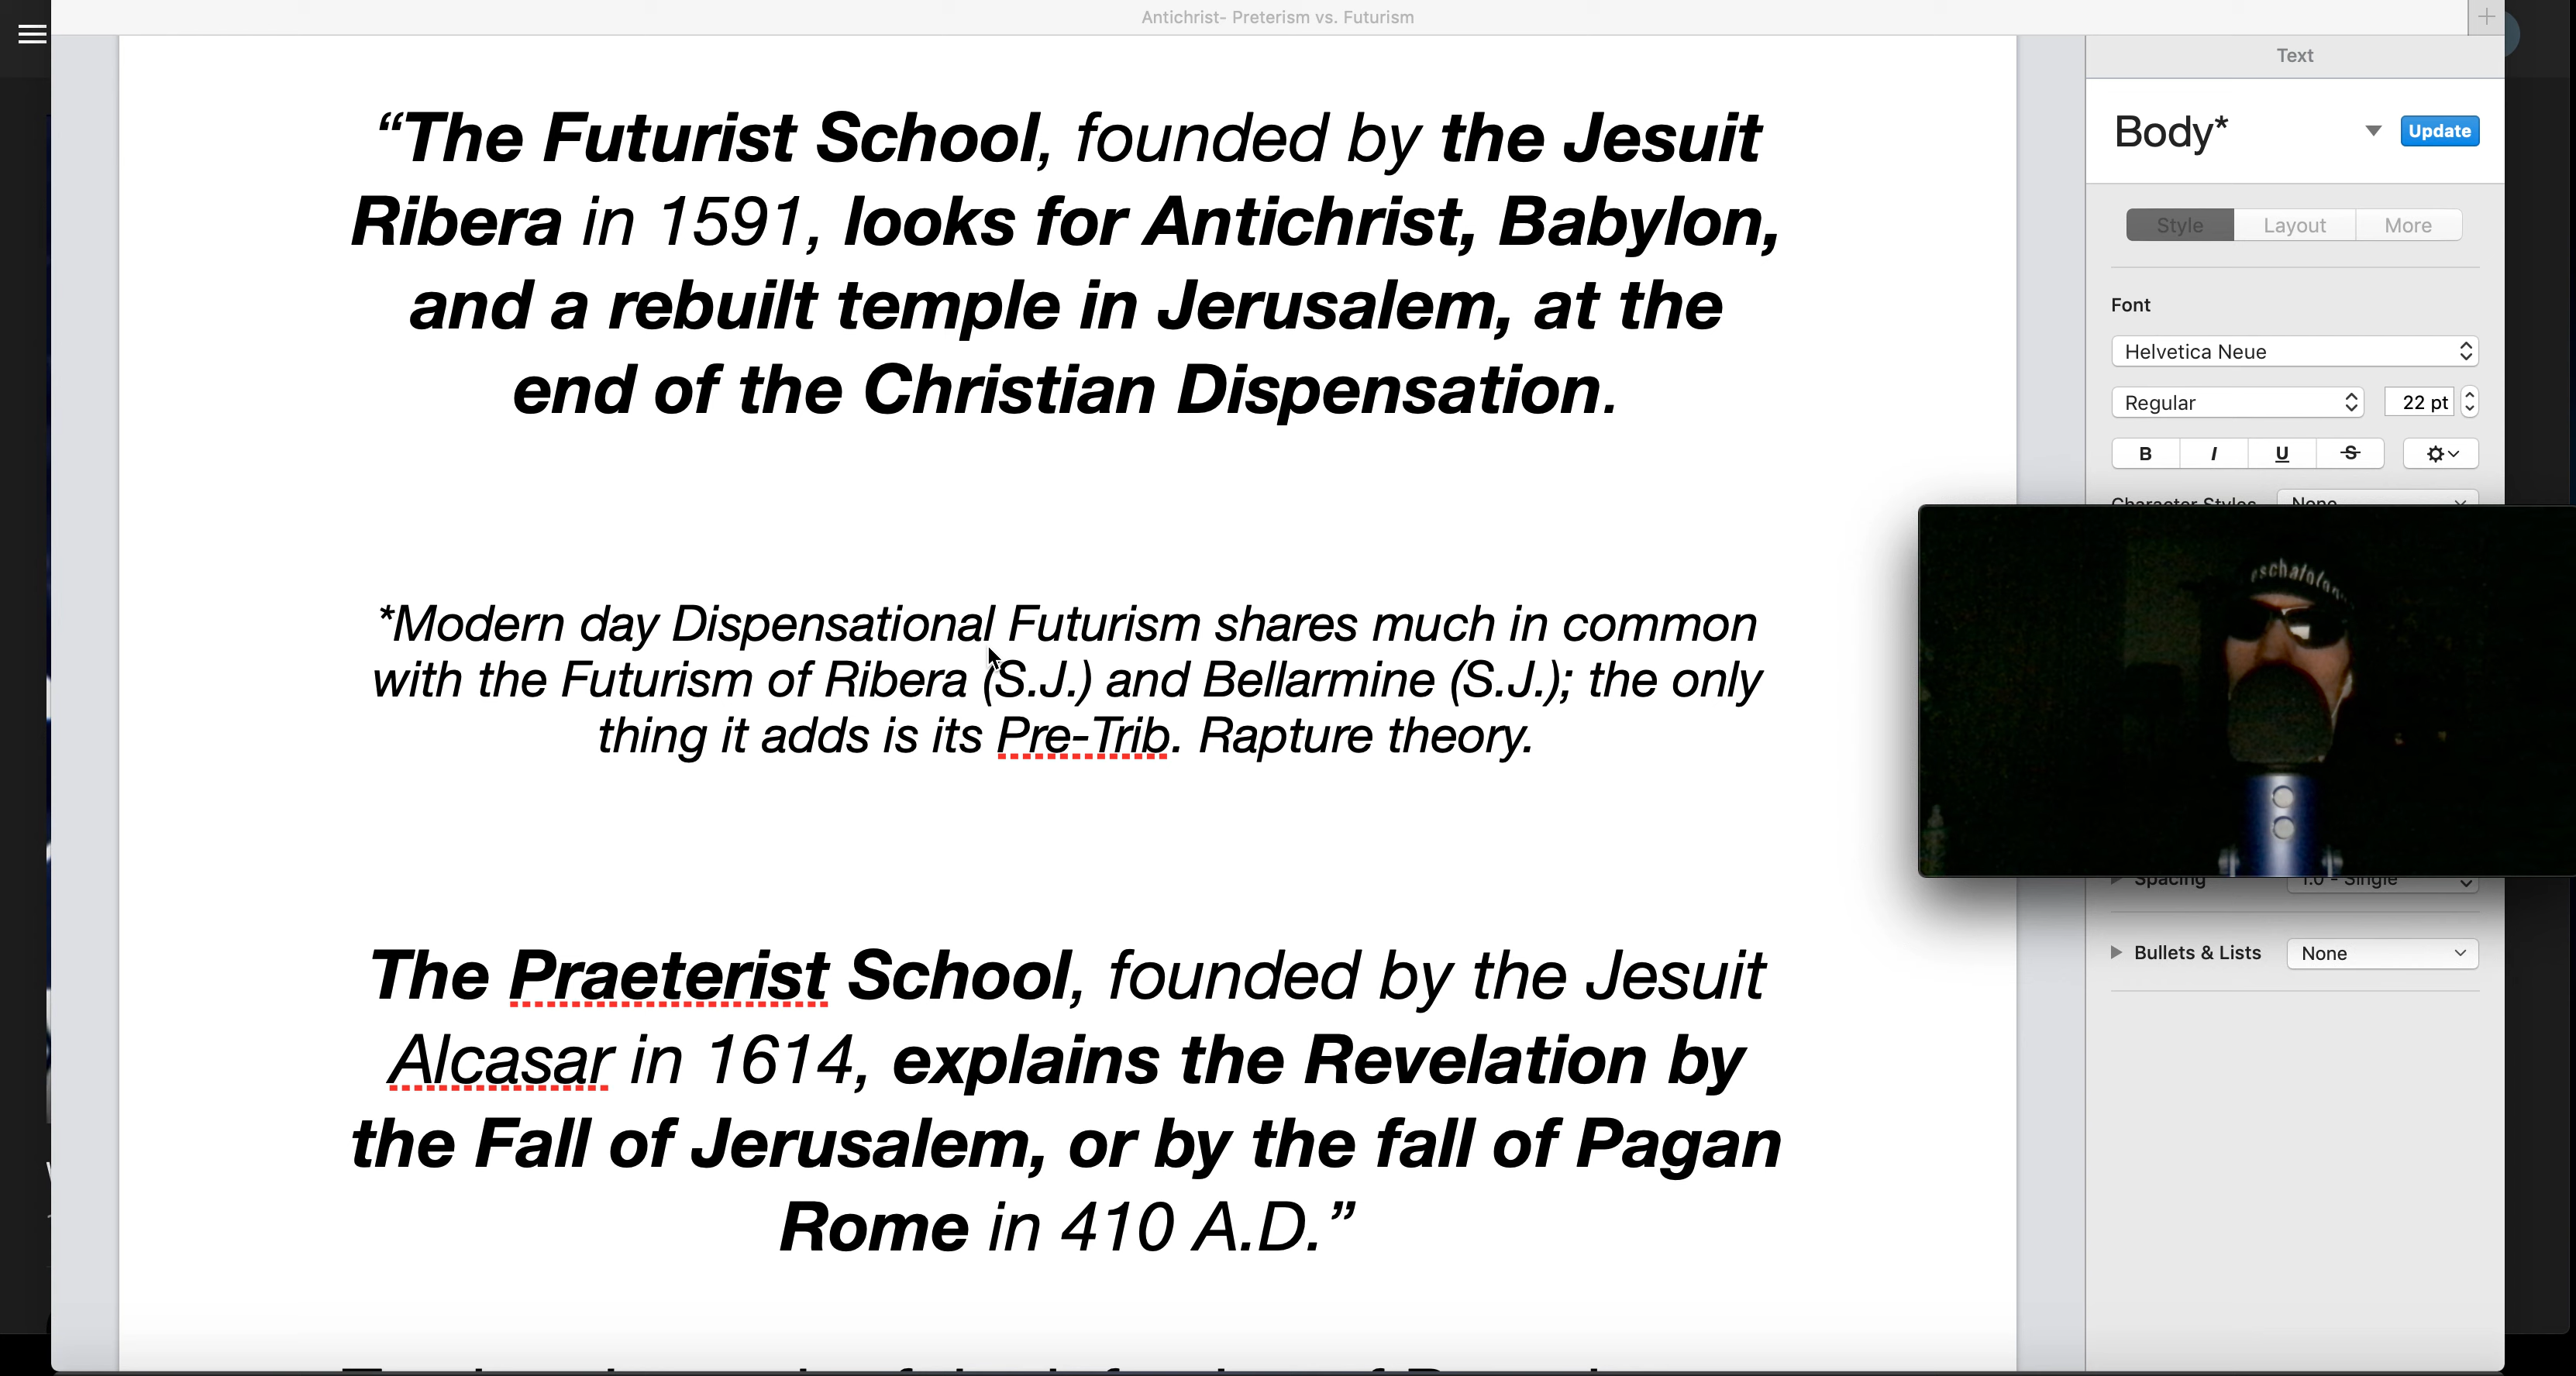 Antichrist- Preterism vs. Futurism
“The Futurist School, founded by the Jesuit
Ribera in 1591, looks for Antichrist, Babylon,
and a rebuilt temple in Jerusalem, at the
end of the Christian Dispensation.
*Modern day Dispensational Futurism shares much in common
with the Futurism of Ribera (S.J.) and Bellarmine (S.J.); the only
thing it adds is its Pre-Trib. Rapture theory.
The Praeterist School, founded by the Jesuit
Alcasar in 1614, explains the Revelation by
the Fall of Jerusalem, or by the fall of Pagan
Rome in 410 A.D.”
Text
Body*
Update
Style Layout More
Font
Helvetica Neue
Regular 22 pt
B I U S
Character Styles None
Spacing 1.0 - Single
Bullets & Lists None